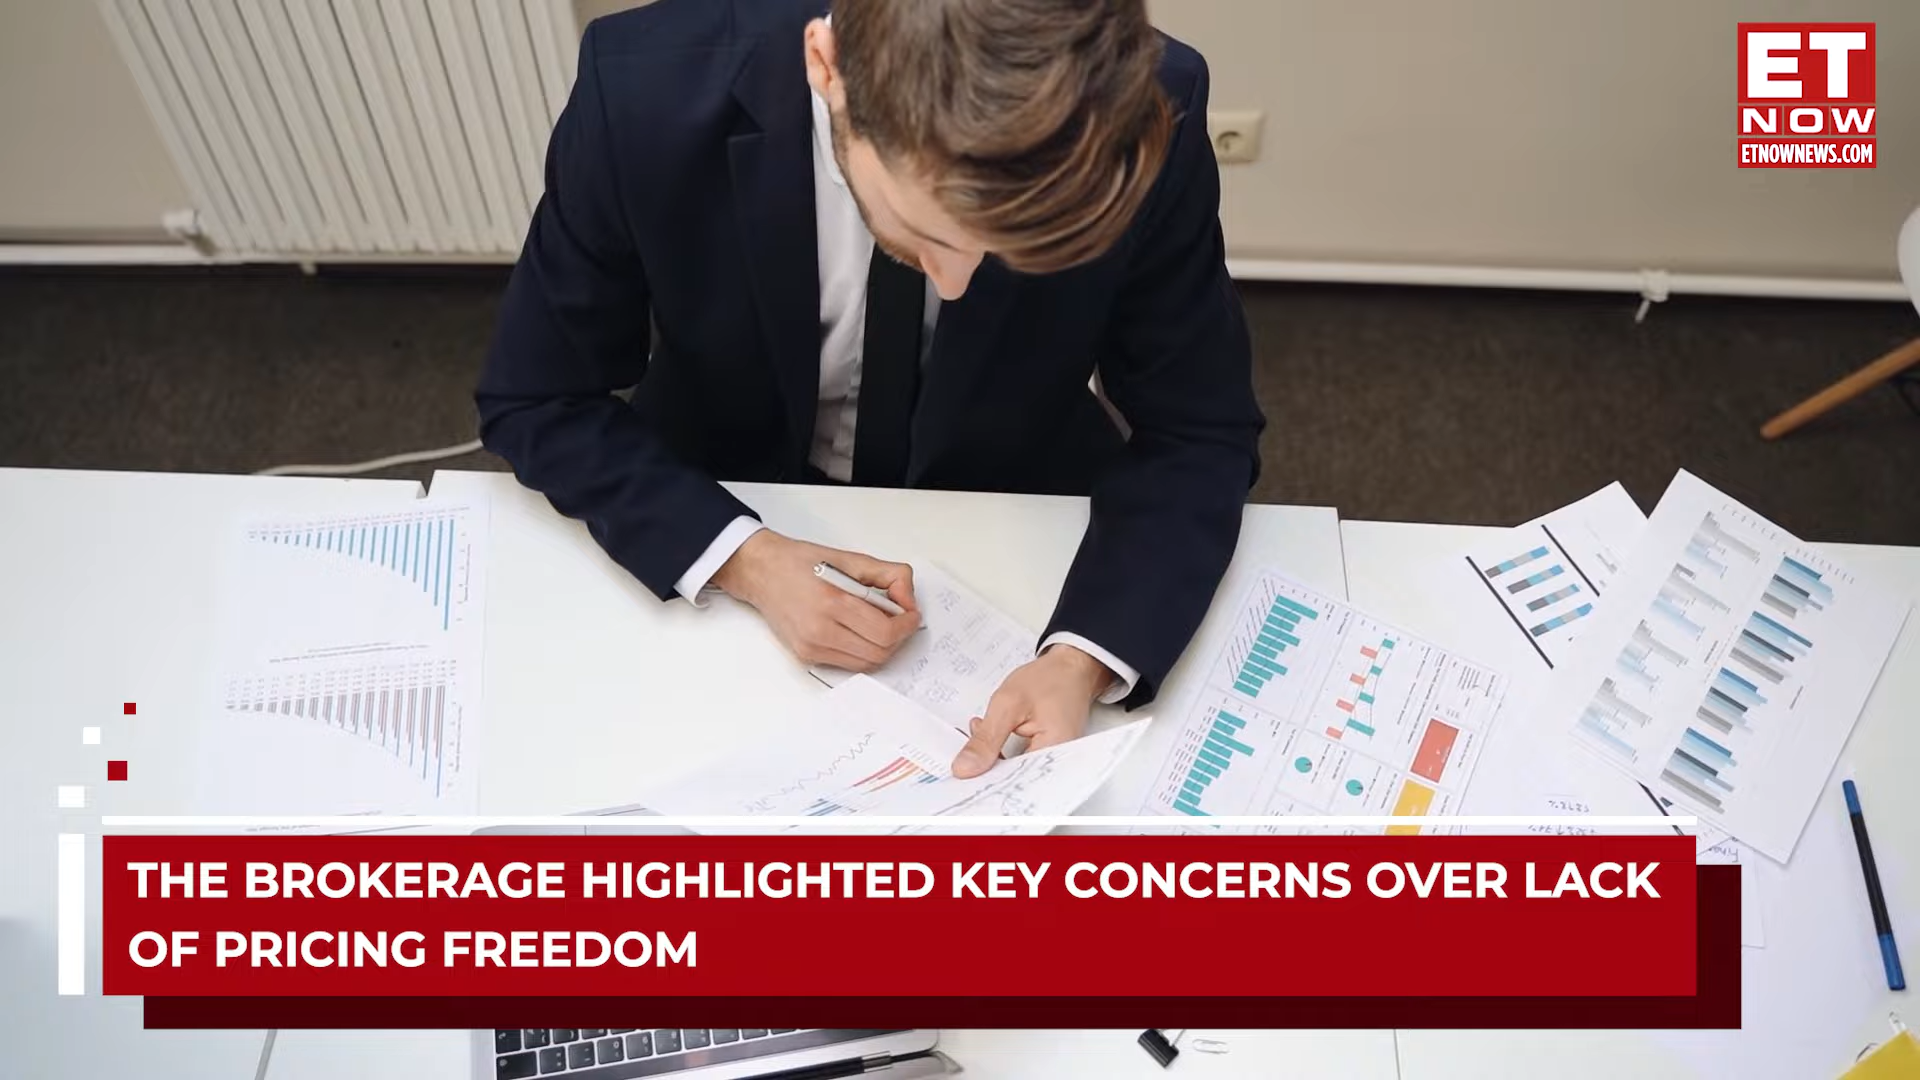 ET
NOW
ETNOWNEWS.COM
THE BROKERAGE HIGHLIGHTED KEY CONCERNS OVER LACK
OF PRICING FREEDOM